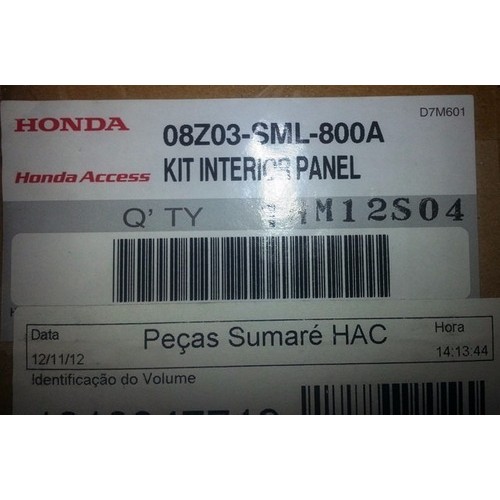 D7M601
HONDA 08Z03-SML-800A
Honda Access KIT INTERIOR PANEL
Q' TY M12S04
Data Peças Sumaré HAC Hora
12/11/12 14:13:44
Identificação do Volume